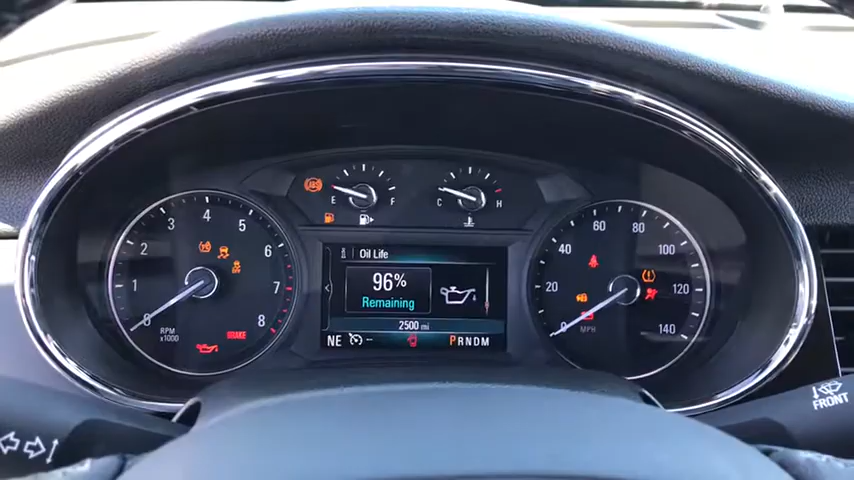 ABS
E F
C H
Oil Life
96%
Remaining
2500 mi
NE -- PRNDM
0 1 2 3 4 5 6 7 8
RPM
x1000
BRAKE
0 20 40 60 80 100 120 140
MPH
FRONT